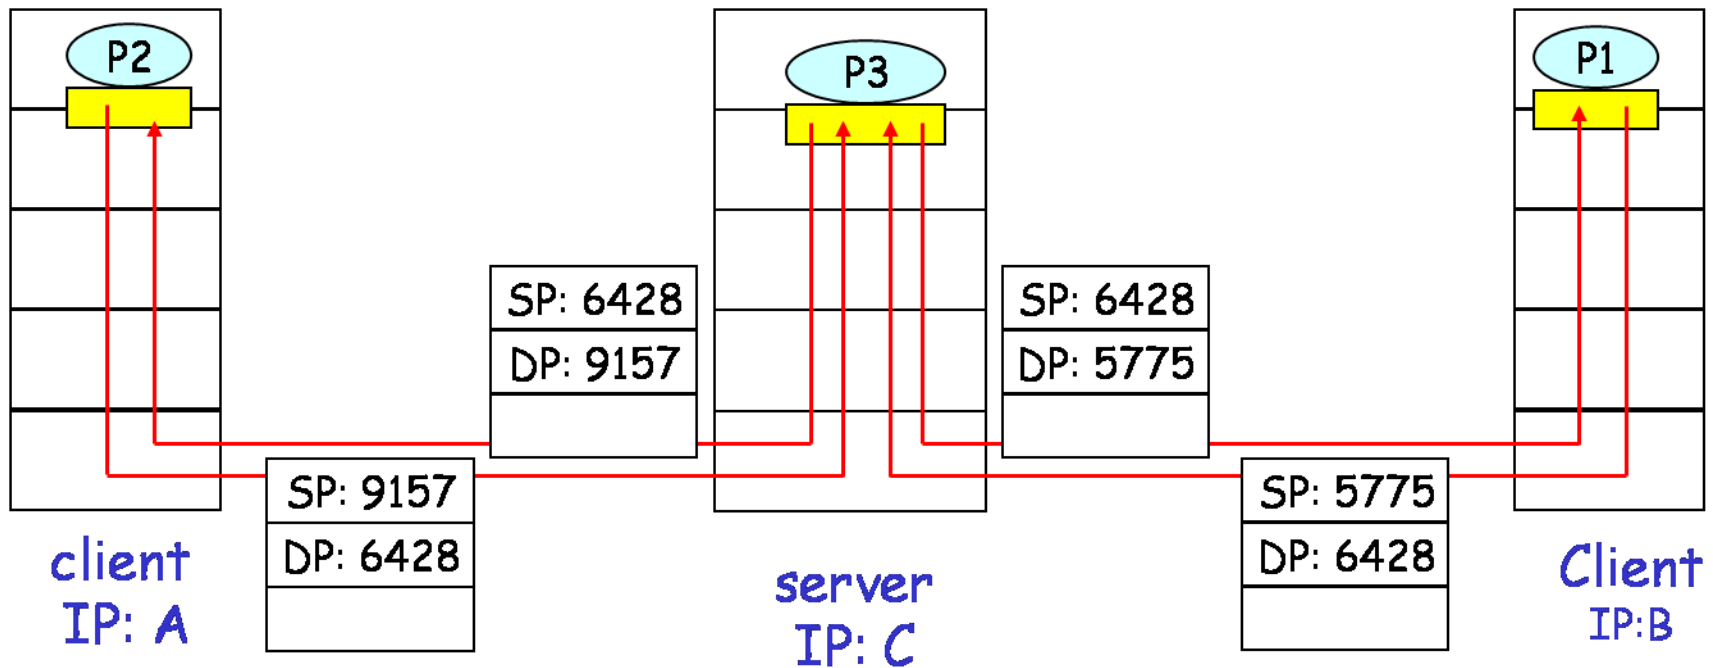 P2
P3
P1
SP: 6428
DP: 9157
SP: 6428
DP: 5775
SP: 9157
DP: 6428
SP: 5775
DP: 6428
client
IP: A
server
IP: C
Client
IP:B